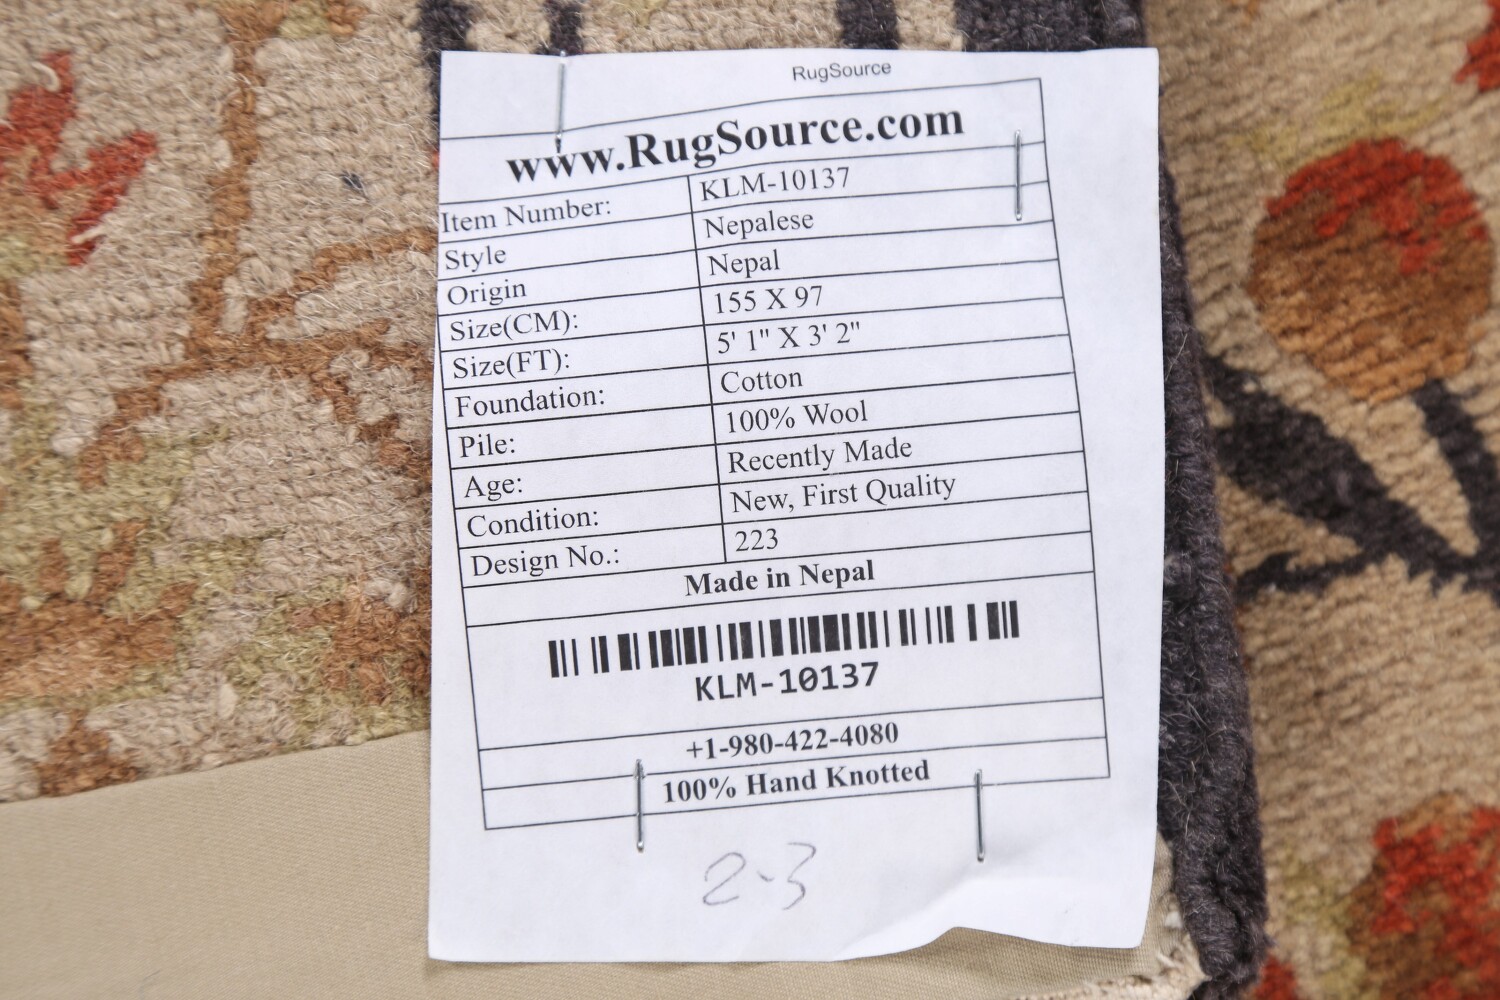 RugSource
www.RugSource.com
Item Number: KLM-10137
Style Nepalese
Origin Nepal
Size(CM): 155 X 97
Size(FT): 5' 1" X 3' 2"
Foundation: Cotton
Pile: 100% Wool
Age: Recently Made
Condition: New, First Quality
Design No.: 223
Made in Nepal
KLM-10137
+1-980-422-4080
100% Hand Knotted
2-3